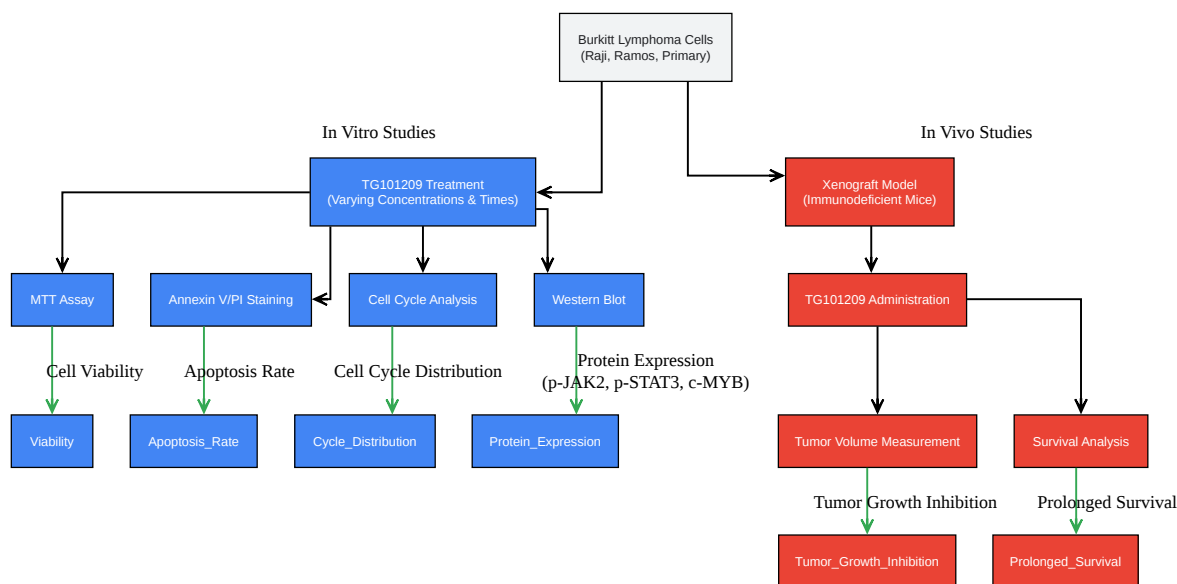 Burkitt Lymphoma Cells
(Raji, Ramos, Primary)
In Vitro Studies
In Vivo Studies
TG101209 Treatment
(Varying Concentrations & Times)
Xenograft Model
(Immunodeficient Mice)
MTT Assay
Annexin V/PI Staining
Cell Cycle Analysis
Western Blot
TG101209 Administration
Cell Viability
Apoptosis Rate
Cell Cycle Distribution
Protein Expression
(p-JAK2, p-STAT3, c-MYB)
Viability
Apoptosis_Rate
Cycle_Distribution
Protein_Expression
Tumor Volume Measurement
Survival Analysis
Tumor Growth Inhibition
Prolonged Survival
Tumor_Growth_Inhibition
Prolonged_Survival